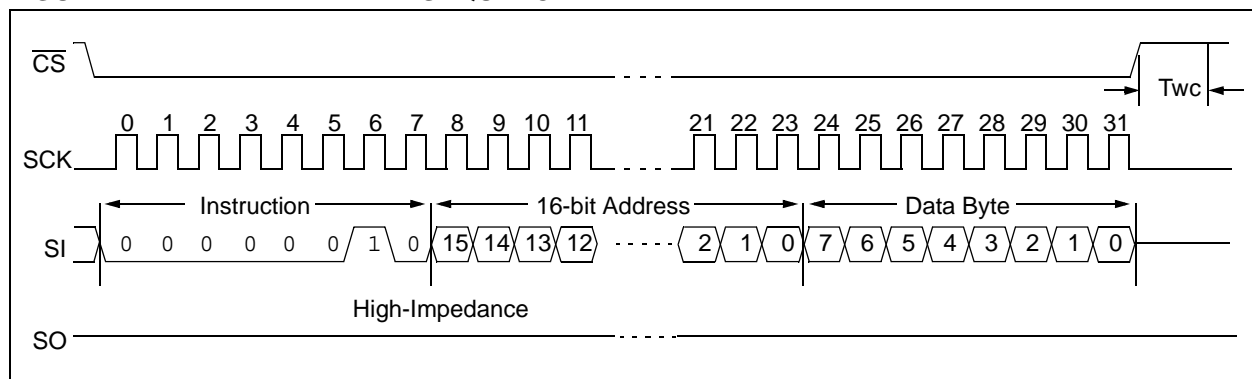 CS
Twc
0 1 2 3 4 5 6 7 8 9 10 11 21 22 23 24 25 26 27 28 29 30 31
SCK
Instruction 16-bit Address Data Byte
SI 0 0 0 0 0 0 1 0 15 14 13 12 2 1 0 7 6 5 4 3 2 1 0
High-Impedance
SO